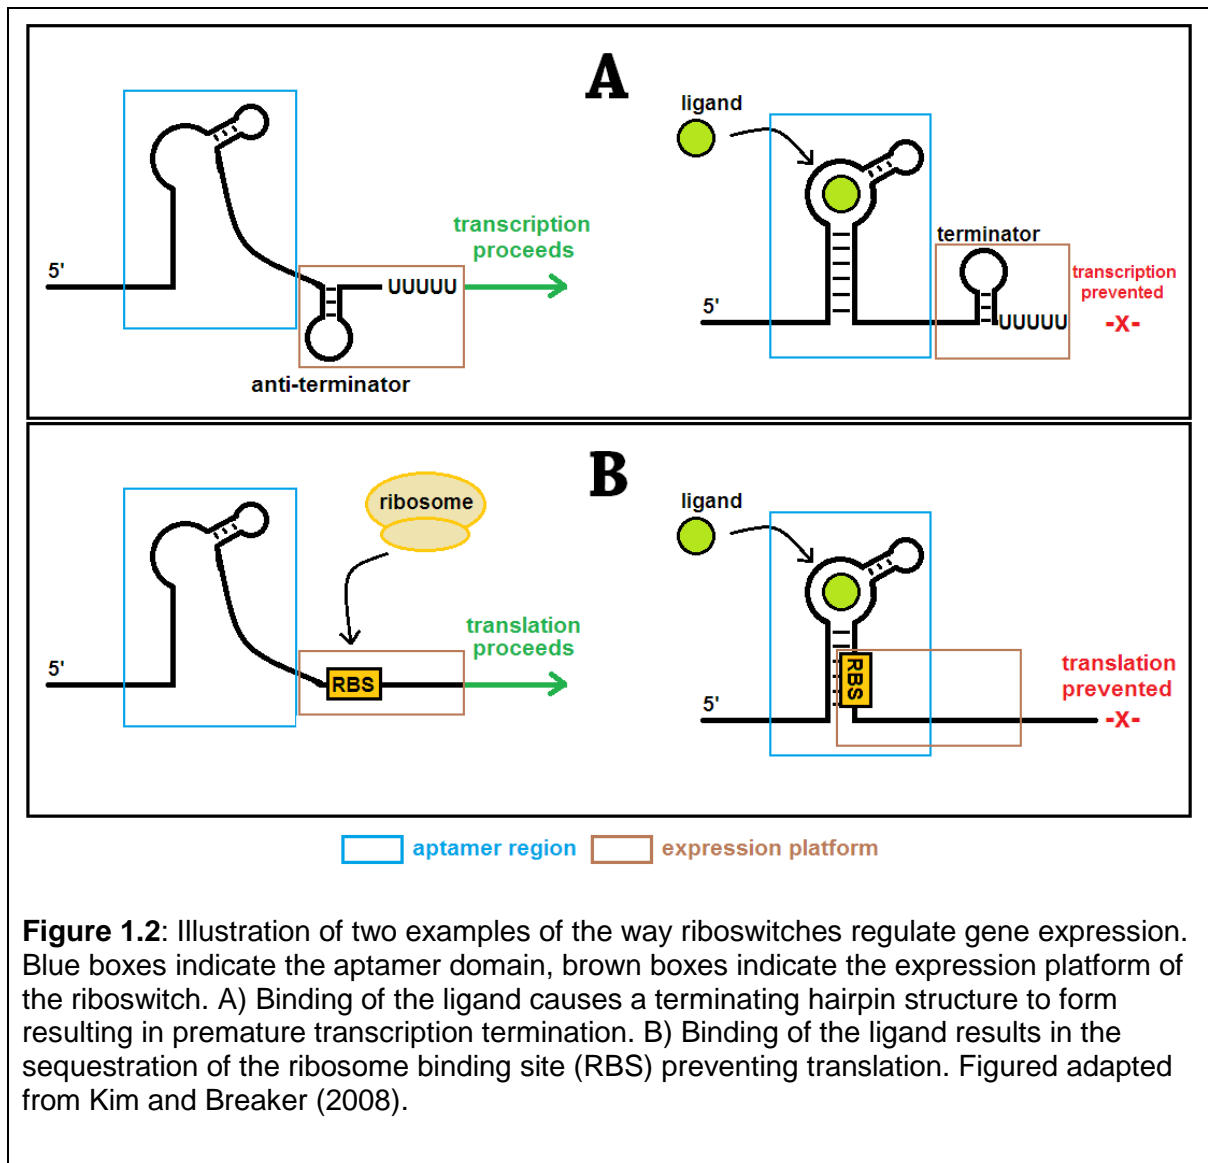 A
ligand
transcription
proceeds
5'
UUUUU
anti-terminator
terminator
transcription
prevented
5'
UUUUU
-X-
B
ribosome
ligand
translation
proceeds
5'
RBS
RBS
translation
prevented
5'
-X-
aptamer region
expression platform
Figure 1.2: Illustration of two examples of the way riboswitches regulate gene expression.
Blue boxes indicate the aptamer domain, brown boxes indicate the expression platform of
the riboswitch. A) Binding of the ligand causes a terminating hairpin structure to form
resulting in premature transcription termination. B) Binding of the ligand results in the
sequestration of the ribosome binding site (RBS) preventing translation. Figured adapted
from Kim and Breaker (2008).